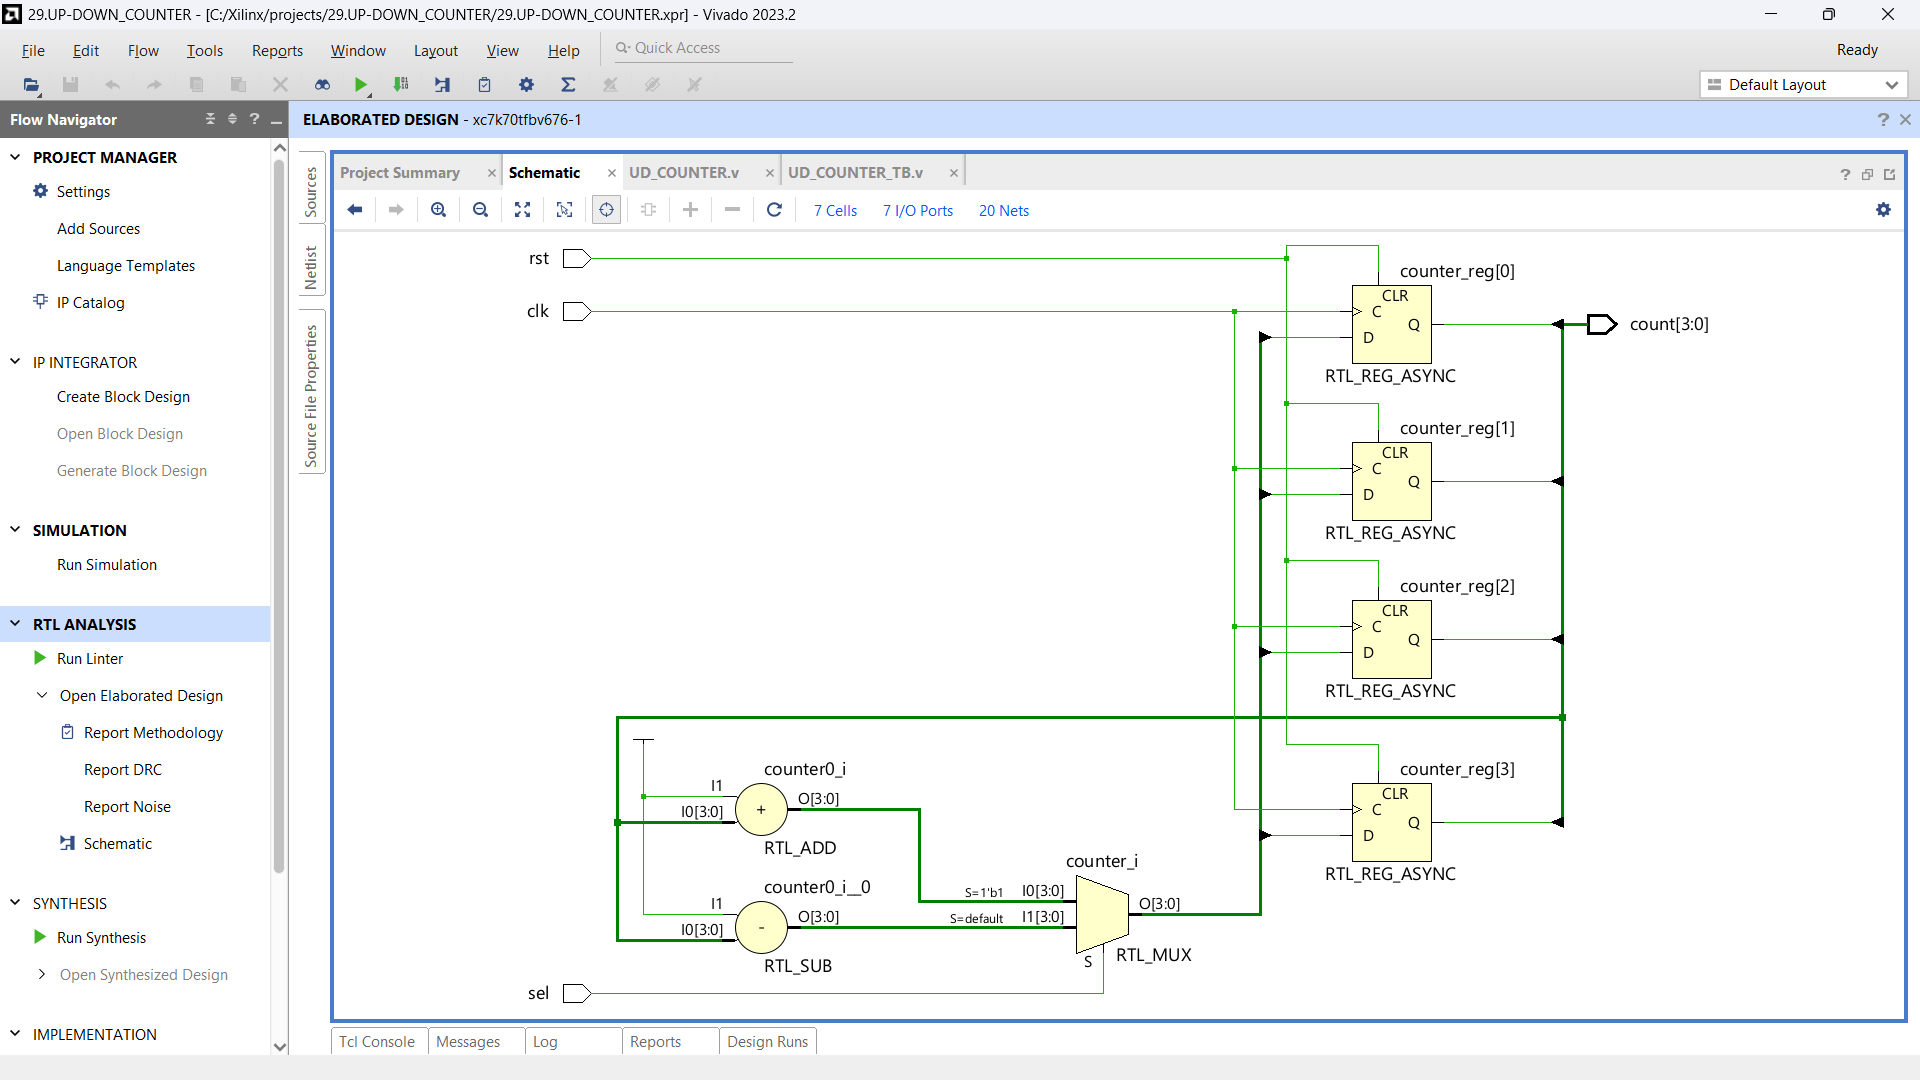 29.UP-DOWN_COUNTER - [C:/Xilinx/projects/29.UP-DOWN_COUNTER/29.UP-DOWN_COUNTER.xpr] - Vivado 2023.2
File Edit Flow Tools Reports Window Layout View Help Quick Access
Ready
Default Layout
Flow Navigator
ELABORATED DESIGN - xc7k70tfbv676-1
PROJECT MANAGER
Settings
Add Sources
Language Templates
IP Catalog
IP INTEGRATOR
Create Block Design
Open Block Design
Generate Block Design
SIMULATION
Run Simulation
RTL ANALYSIS
Run Linter
Open Elaborated Design
Report Methodology
Report DRC
Report Noise
Schematic
SYNTHESIS
Run Synthesis
Open Synthesized Design
IMPLEMENTATION
Sources
Netlist
Source File Properties
Project Summary
Schematic
UD_COUNTER.v
UD_COUNTER_TB.v
7 Cells 7 I/O Ports 20 Nets
rst
clk
counter_reg[0]
CLR
C
Q
D
RTL_REG_ASYNC
count[3:0]
counter_reg[1]
CLR
C
Q
D
RTL_REG_ASYNC
counter_reg[2]
CLR
C
Q
D
RTL_REG_ASYNC
counter_reg[3]
CLR
C
Q
D
RTL_REG_ASYNC
counter0_i
I1
I0[3:0]
+
O[3:0]
RTL_ADD
counter0_i__0
I1
I0[3:0]
-
O[3:0]
RTL_SUB
counter_i
S=1'b1 I0[3:0]
S=default I1[3:0]
O[3:0]
S
RTL_MUX
sel
Tcl Console
Messages
Log
Reports
Design Runs